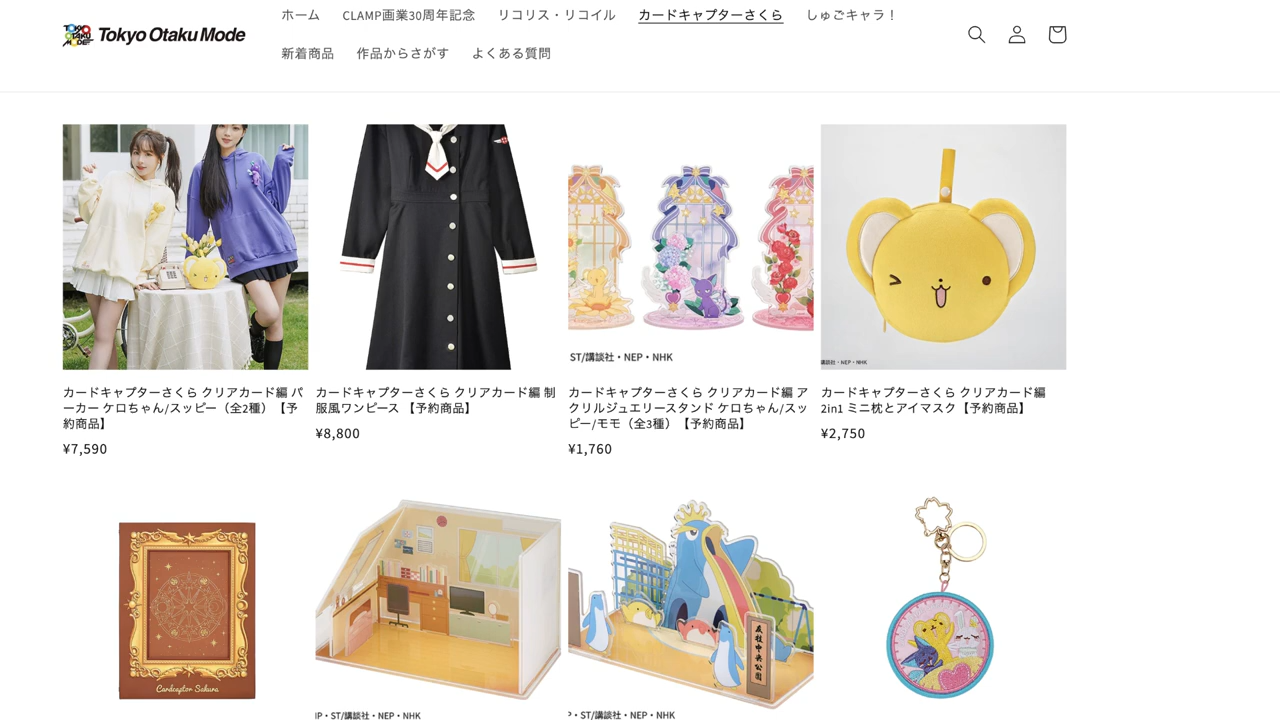 TOKYO OTAKU MODE Tokyo Otaku Mode
ホーム CLAMP画業30周年記念 リコリス・リコイル カードキャプターさくら しゅごキャラ！
新着商品 作品からさがす よくある質問
ST/講談社・NEP・NHK
講談社・NEP・NHK
カードキャプターさくら クリアカード編 パ
ーカー ケロちゃん/スッピー（全2種）【予
約商品】
¥7,590
カードキャプターさくら クリアカード編 制
服風ワンピース 【予約商品】
¥8,800
カードキャプターさくら クリアカード編 ア
クリルジュエリースタンド ケロちゃん/スッ
ピー/モモ（全3種）【予約商品】
¥1,760
カードキャプターさくら クリアカード編
2in1 ミニ枕とアイマスク【予約商品】
¥2,750
Cardcaptor Sakura
友枝中央公園
IP・ST/講談社・NEP・NHK
P・ST/講談社・NEP・NHK